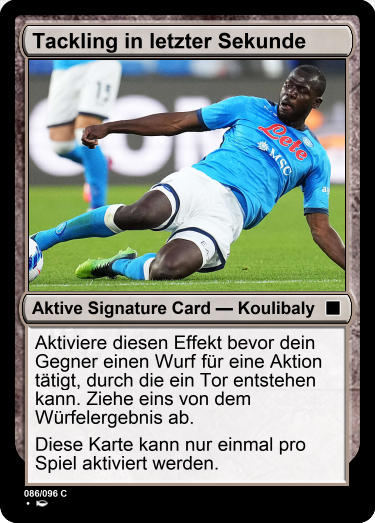 Tackling in letzter Sekunde
Lete
MSC
Aktive Signature Card — Koulibaly
Aktiviere diesen Effekt bevor dein
Gegner einen Wurf für eine Aktion
tätigt, durch die ein Tor entstehen
kann. Ziehe eins von dem
Würfelergebnis ab.
Diese Karte kann nur einmal pro
Spiel aktiviert werden.
086/096 C